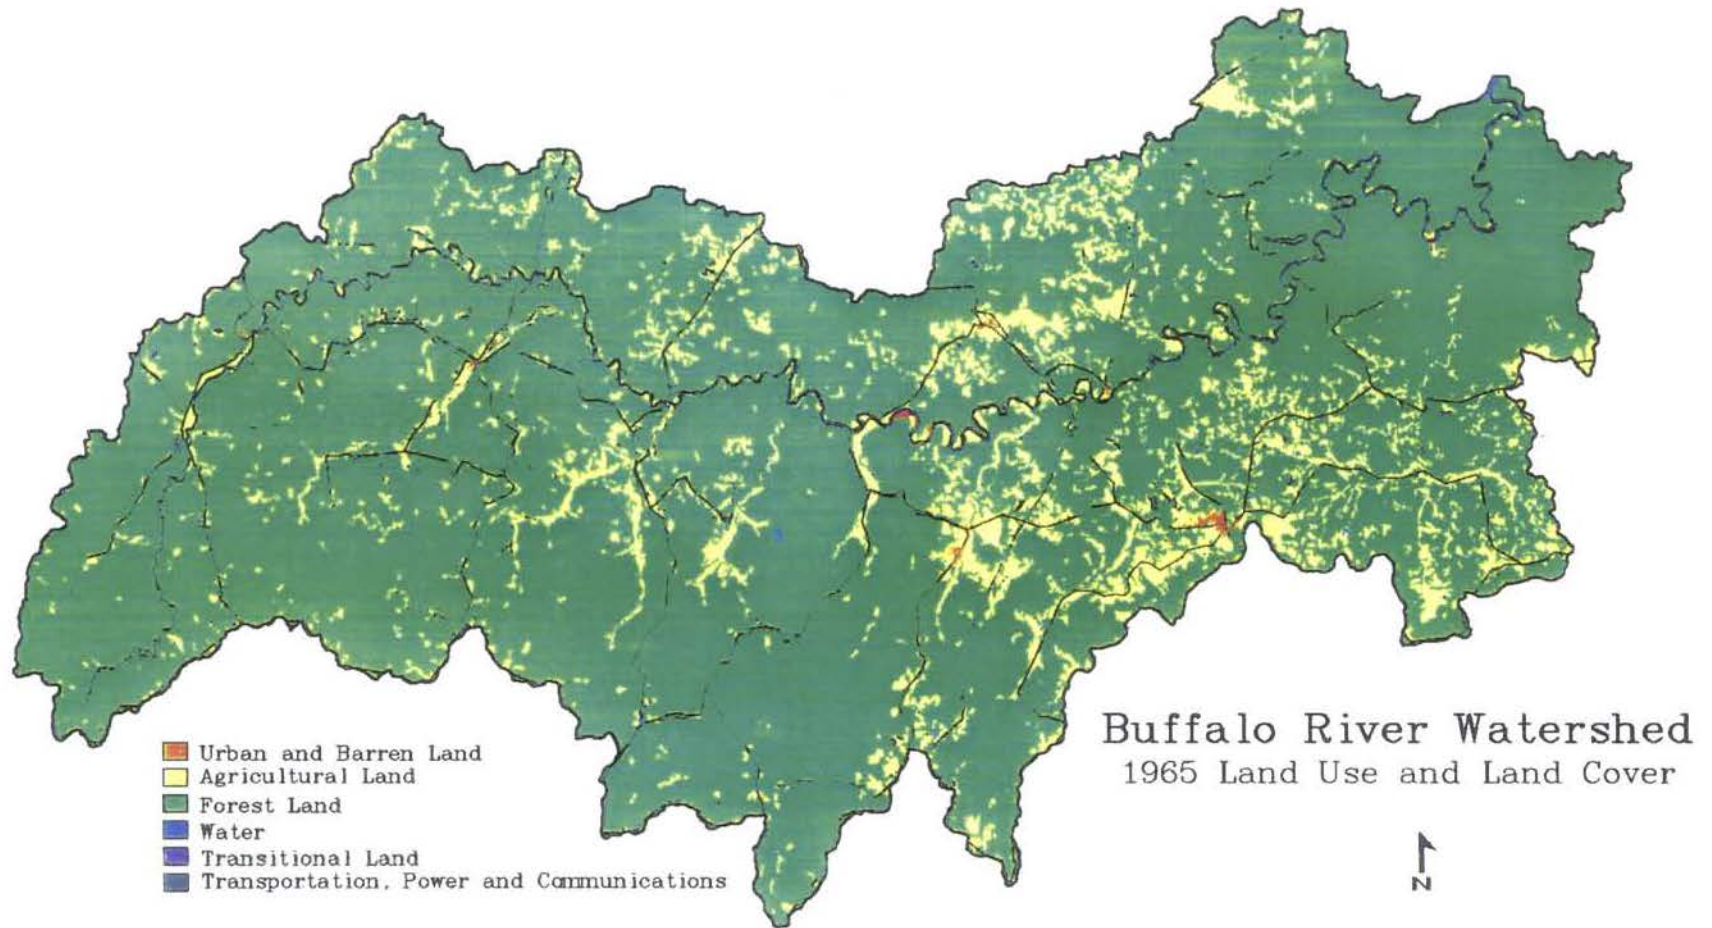 Buffalo River Watershed
1965 Land Use and Land Cover
Urban and Barren Land
Agricultural Land
Forest Land
Water
Transitional Land
Transportation, Power and Communications
N